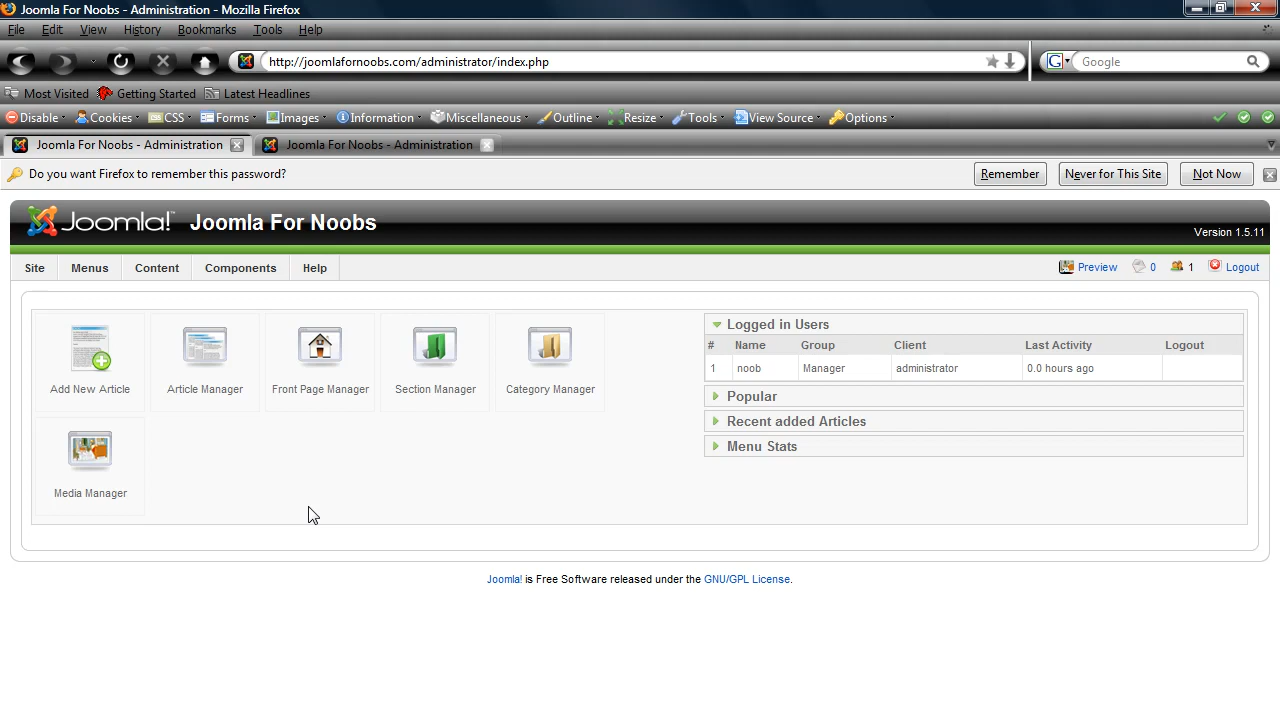 Joomla For Noobs - Administration - Mozilla Firefox
File Edit View History Bookmarks Tools Help
http://joomlafornoobs.com/administrator/index.php
Google
Most Visited Getting Started Latest Headlines
Disable Cookies CSS Forms Images Information Miscellaneous Outline Resize Tools View Source Options
Joomla For Noobs - Administration Joomla For Noobs - Administration
Do you want Firefox to remember this password? Remember Never for This Site Not Now
Joomla! Joomla For Noobs
Version 1.5.11
Site Menus Content Components Help Preview 0 1 Logout
Add New Article Article Manager Front Page Manager Section Manager Category Manager
Media Manager
Logged in Users
# Name Group Client Last Activity Logout
1 noob Manager administrator 0.0 hours ago
Popular
Recent added Articles
Menu Stats
Joomla! is Free Software released under the GNU/GPL License.